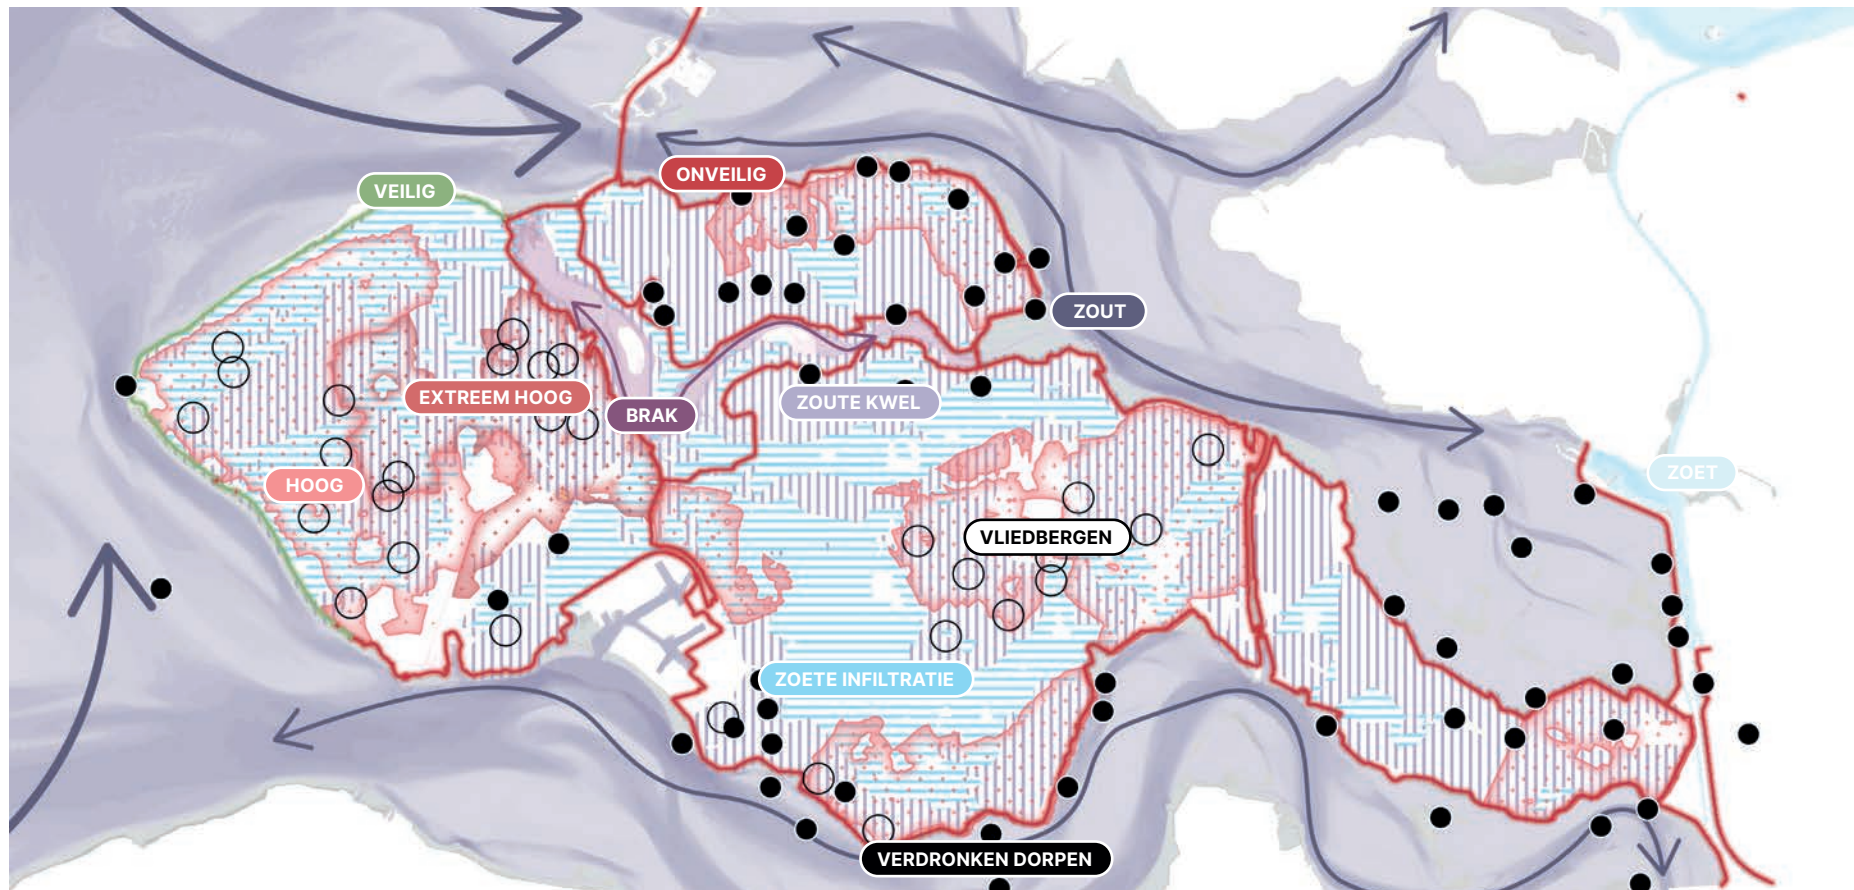 ONVEILIG
VEILIG
ZOUT
EXTREEM HOOG
ZOUTE KWEL
BRAK
ZOET
HOOG
VLIEDBERGEN
ZOETE INFILTRATIE
VERDRONKEN DORPEN